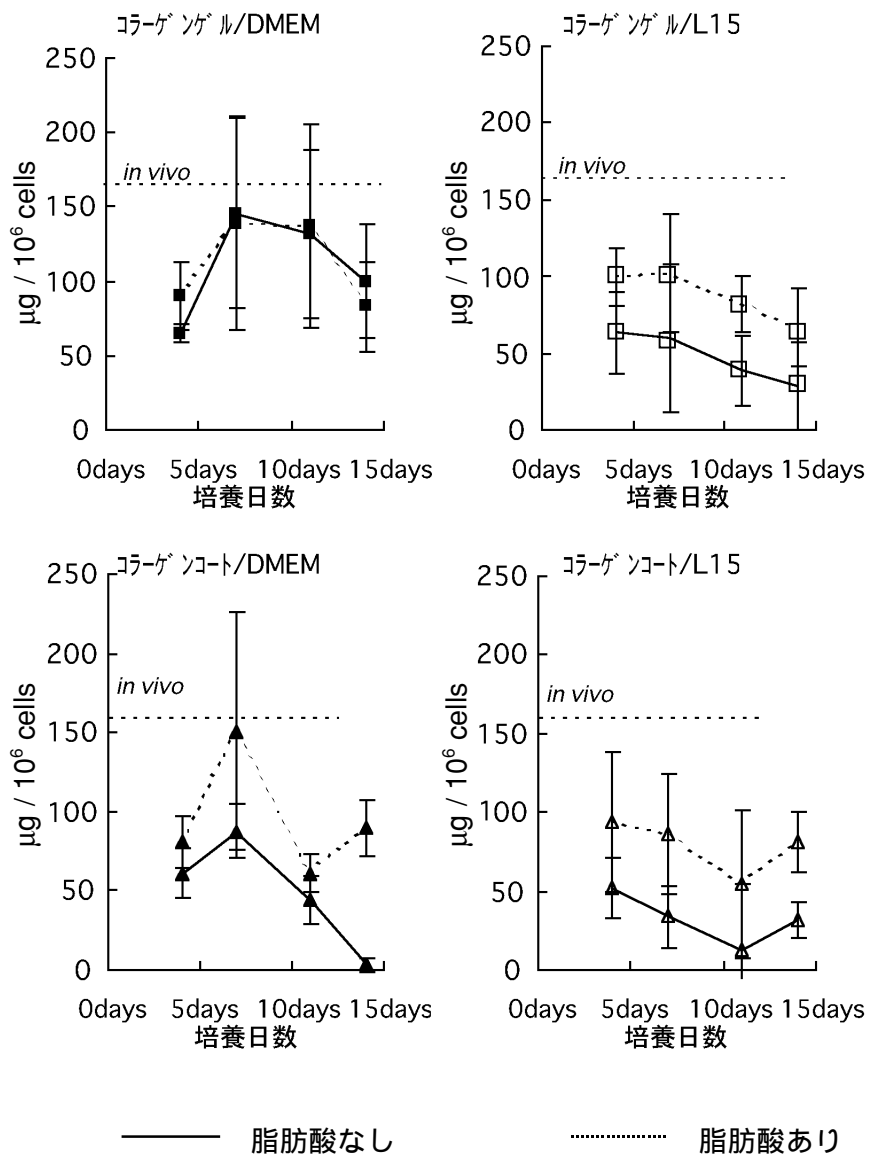 ｺﾗｰｹﾞﾝｹﾞﾙ/DMEM
250
200
150
100
50
0
in vivo
µg / 10⁶ cells
0days 5days 10days 15days
培養日数
ｺﾗｰｹﾞﾝｹﾞﾙ/L15
250
200
150
100
50
0
in vivo
µg / 10⁶ cells
0days 5days 10days 15days
培養日数
ｺﾗｰｹﾞﾝｺｰﾄ/DMEM
250
200
150
100
50
0
in vivo
µg / 10⁶ cells
0days 5days 10days 15days
培養日数
ｺﾗｰｹﾞﾝｺｰﾄ/L15
250
200
150
100
50
0
in vivo
µg / 10⁶ cells
0days 5days 10days 15days
培養日数
脂肪酸なし
脂肪酸あり